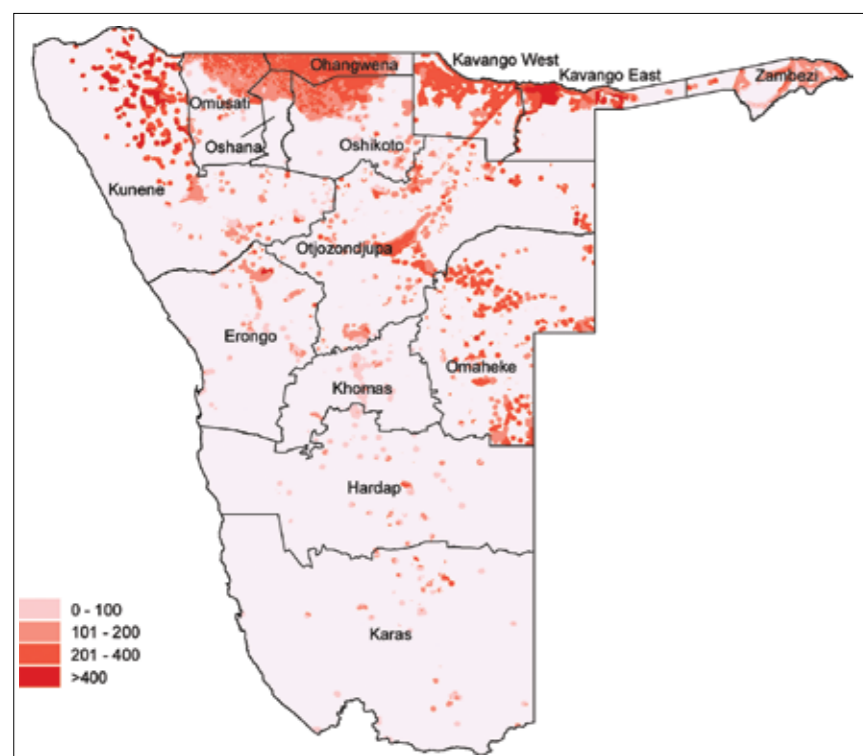 Ohangwena
Kavango West
Kavango East
Zambezi
Omusati
Oshana
Oshikoto
Kunene
Otjozondjupa
Erongo
Omaheke
Khomas
Hardap
Karas
0 - 100
101 - 200
201 - 400
>400